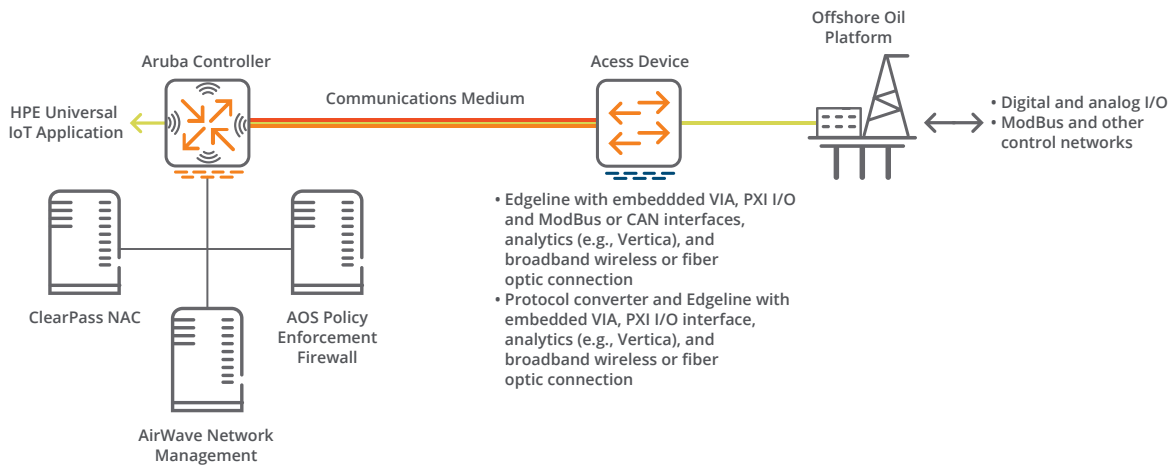 Offshore Oil
Platform
Aruba Controller
Acess Device
HPE Universal
IoT Application
Communications Medium
• Digital and analog I/O
• ModBus and other
control networks
• Edgeline with embeddded VIA, PXI I/O
and ModBus or CAN interfaces,
analytics (e.g., Vertica), and
broadband wireless or fiber
optic connection
• Protocol converter and Edgeline with
embedded VIA, PXI I/O interface,
analytics (e.g., Vertica), and
broadband wireless or fiber
optic connection
ClearPass NAC
AOS Policy
Enforcement
Firewall
AirWave Network
Management